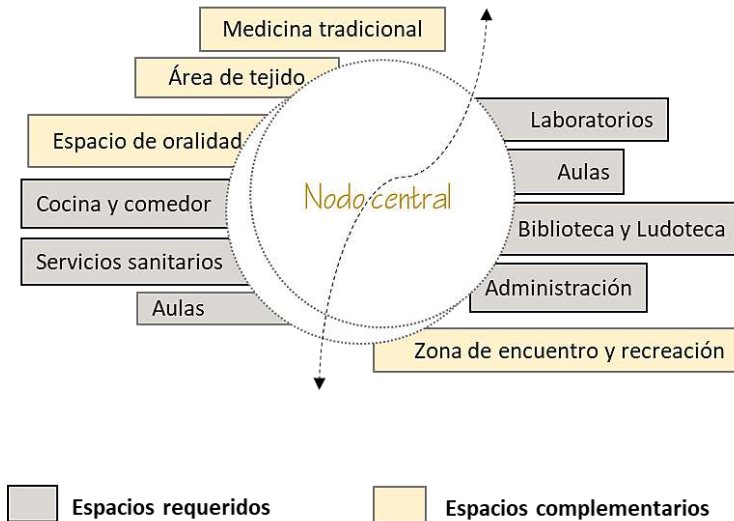 Medicina tradicional
Área de tejido
Espacio de oralidad
Cocina y comedor
Servicios sanitarios
Aulas
Nodo central
Laboratorios
Aulas
Biblioteca y Ludoteca
Administración
Zona de encuentro y recreación
Espacios requeridos
Espacios complementarios